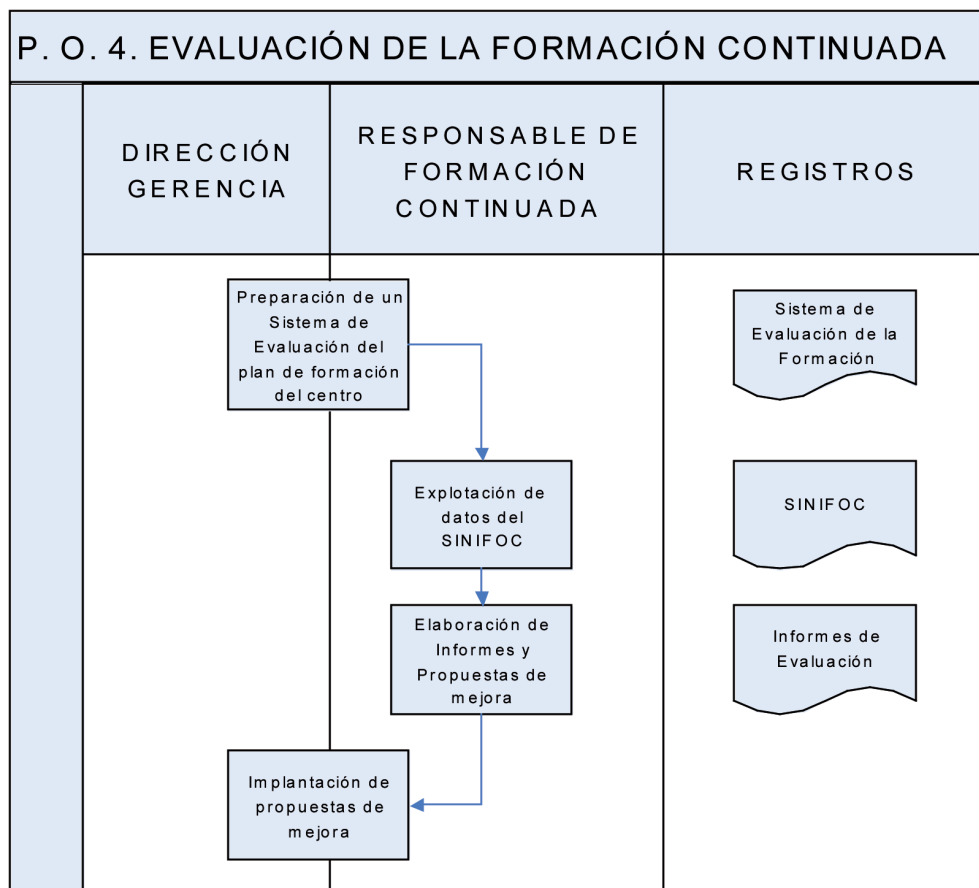 P. O. 4. EVALUACIÓN DE LA FORMACIÓN CONTINUADA
DIRECCIÓN
GERENCIA
RESPONSABLE DE
FORMACIÓN
CONTINUADA
REGISTROS
Preparación de un
Sistema de
Evaluación del
plan de formación
del centro
Sistema de
Evaluación de la
Formación
Explotación de
datos del
SINIFOC
SINIFOC
Elaboración de
Informes y
Propuestas de
mejora
Informes de
Evaluación
Implantación de
propuestas de
mejora